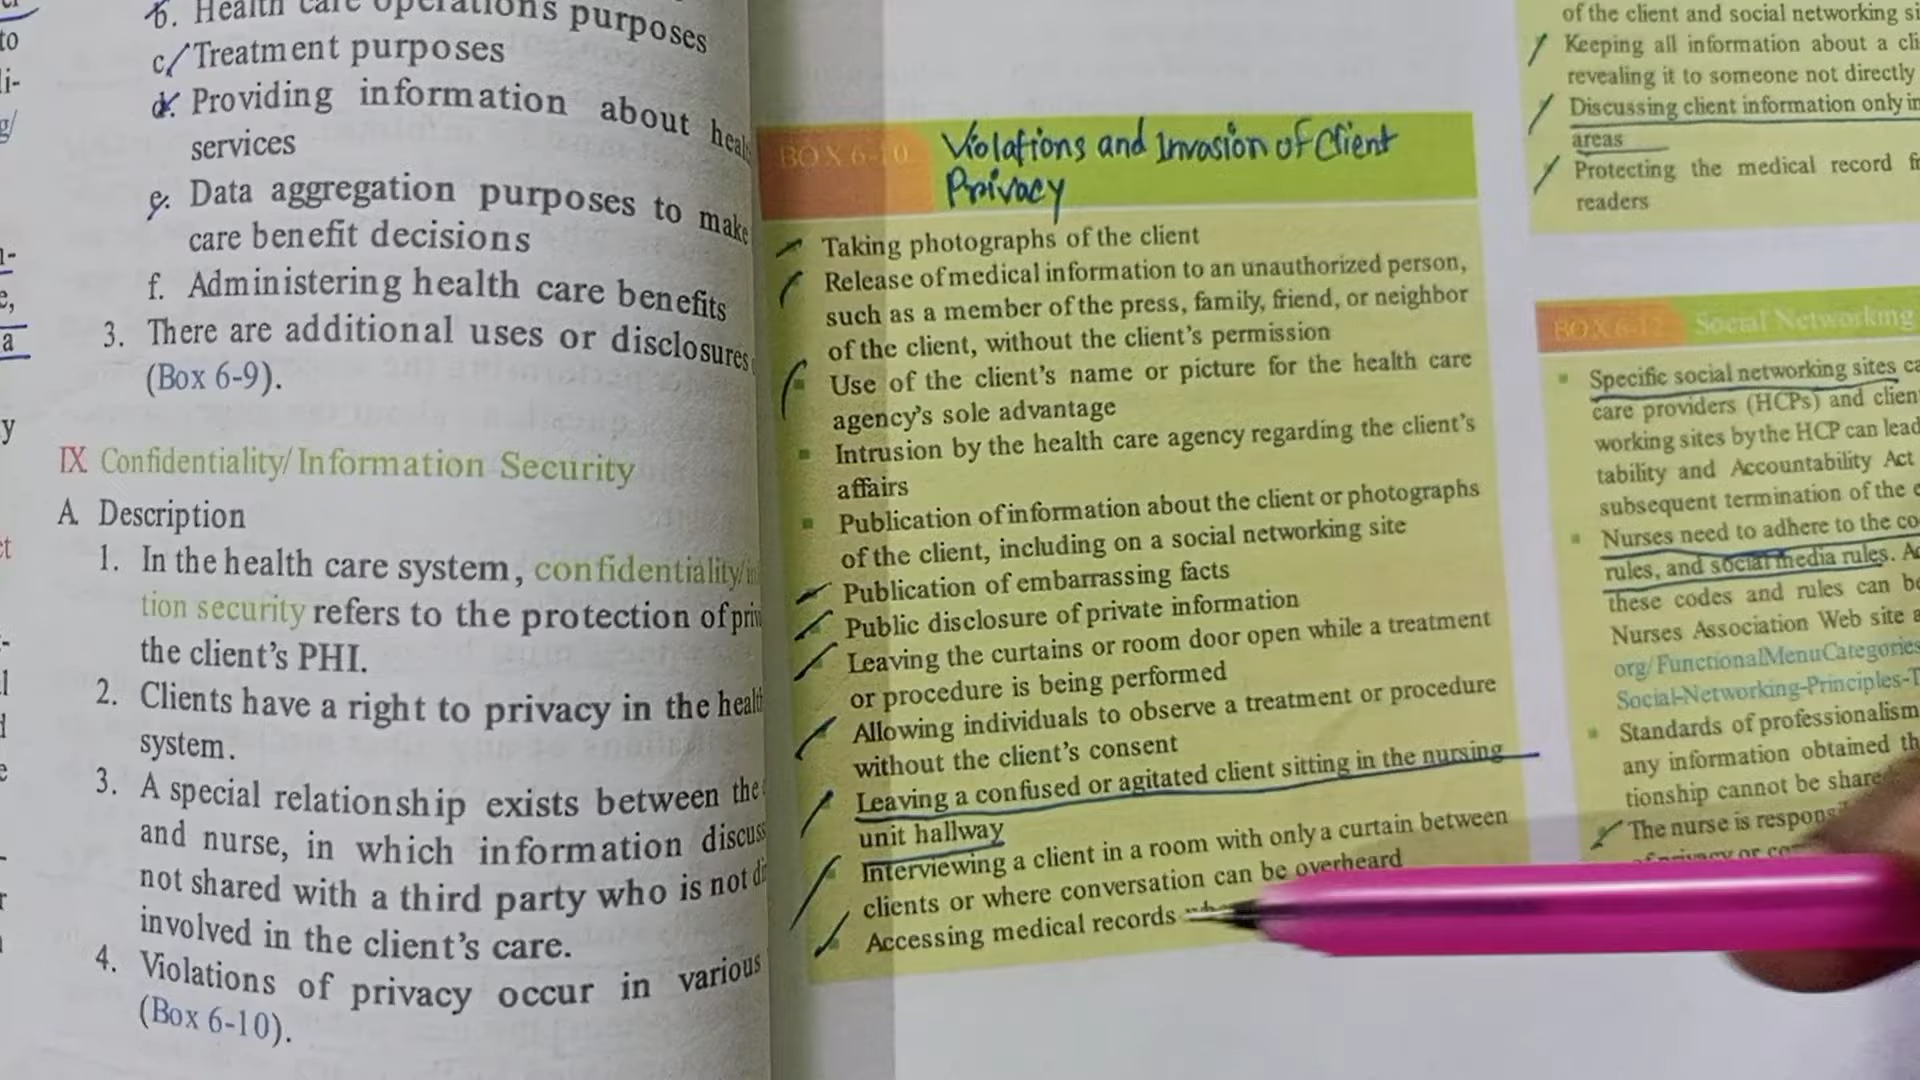 to
li-
g/
b. Health care operations purposes
c. Treatment purposes
d. Providing information about
services
e. Data aggregation purposes to make
care benefit decisions
f. Administering health care benefits
3. There are additional uses or disclosures
(Box 6-9).
IX Confidentiality/Information Security
A. Description
1. In the health care system, confidentiality/
tion security refers to the protection of
the client's PHI.
2. Clients have a right to privacy in the
system.
3. A special relationship exists between the
and nurse, in which information
not shared with a third party who is not
involved in the client's care.
4. Violations of privacy occur in various
(Box 6-10).
BOX 6-10 Violations and Invasion of Client
Privacy
Taking photographs of the client
Release of medical information to an unauthorized person,
such as a member of the press, family, friend, or neighbor
of the client, without the client's permission
Use of the client's name or picture for the health care
agency's sole advantage
Intrusion by the health care agency regarding the client's
affairs
Publication of information about the client or photographs
of the client, including on a social networking site
Publication of embarrassing facts
Public disclosure of private information
Leaving the curtains or room door open while a treatment
or procedure is being performed
Allowing individuals to observe a treatment or procedure
without the client's consent
Leaving a confused or agitated client sitting in the nursing
unit hallway
Interviewing a client in a room with only a curtain between
clients or where conversation can be overheard
Accessing medical records
of the client and social networking
Keeping all information about a
revealing it to someone not directly
Discussing client information only in
areas
Protecting the medical record
readers
BOX 6-12 Social Networking
Specific social networking sites
care providers (HCPs) and
working sites by the HCP can lead
tability and Accountability Act
subsequent termination of the
Nurses need to adhere to the
rules, and social media rules.
these codes and rules can
Nurses Association Web site
org/FunctionalMenuCategories
Social-Networking-Principles-
Standards of professionalism
any information obtained
tionship cannot be
The nurse is
of privacy or